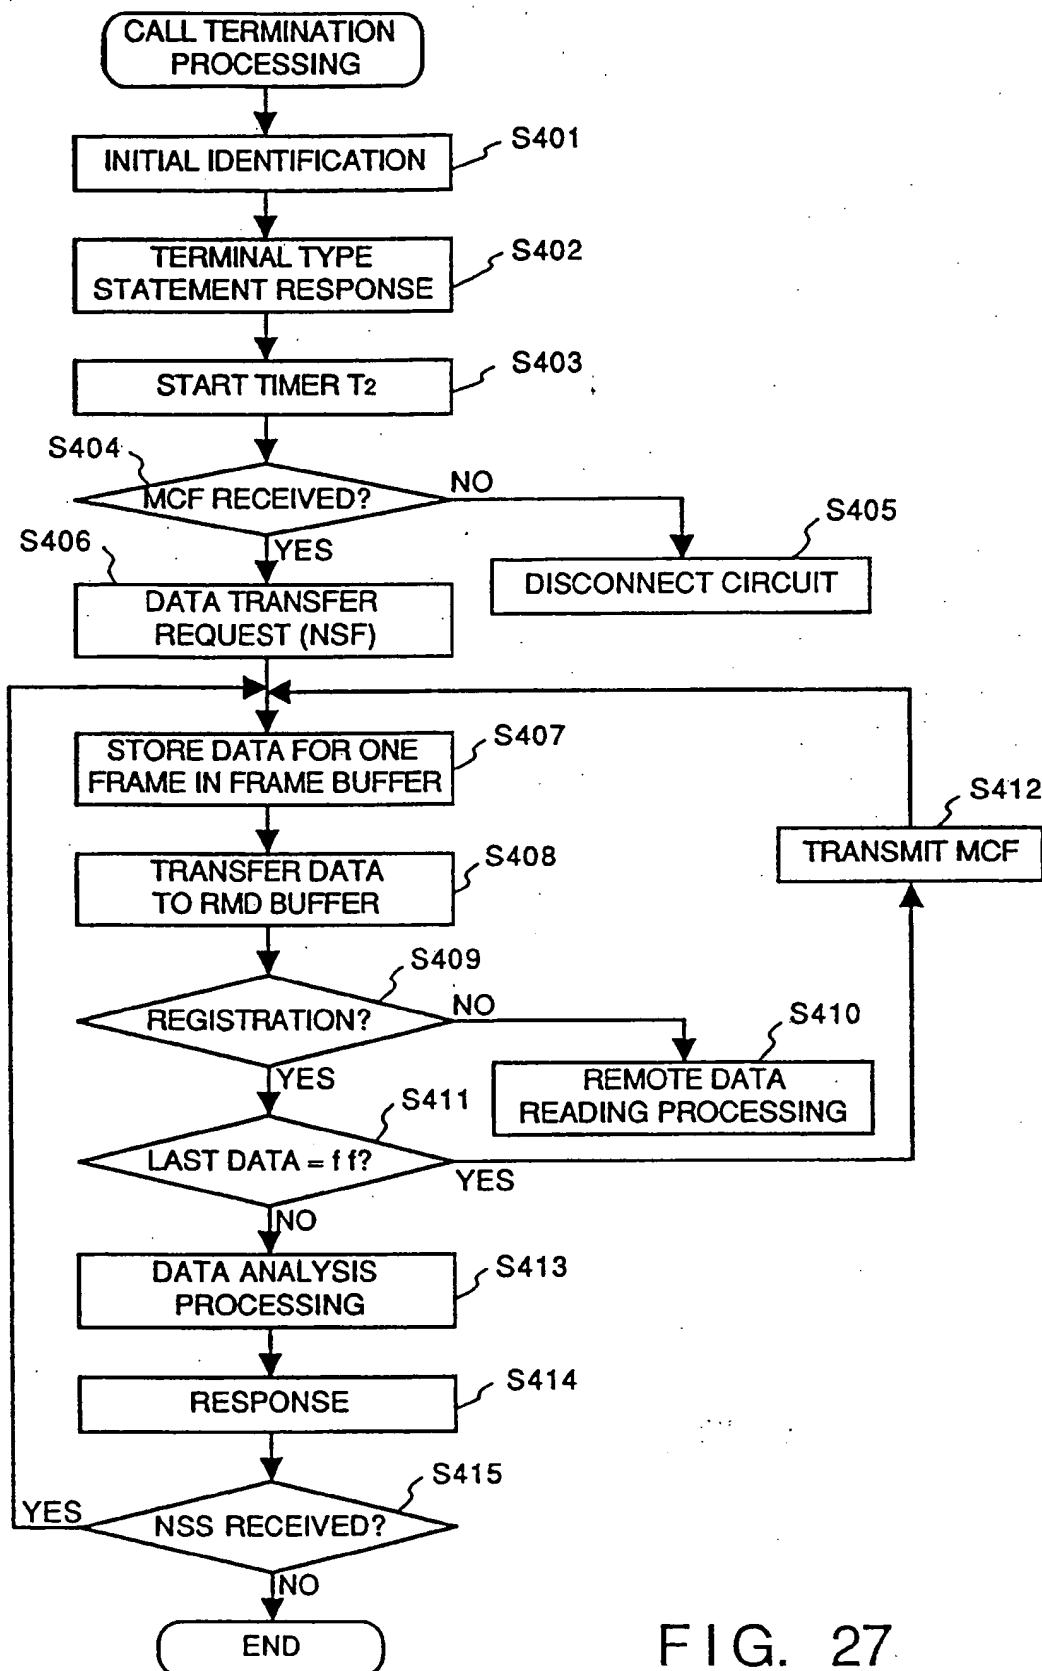 CALL TERMINATION
PROCESSING
S401
INITIAL IDENTIFICATION
S402
TERMINAL TYPE
STATEMENT RESPONSE
S403
START TIMER T2
S404
MCF RECEIVED?
NO
S405
DISCONNECT CIRCUIT
YES
S406
DATA TRANSFER
REQUEST (NSF)
S407
STORE DATA FOR ONE
FRAME IN FRAME BUFFER
S412
TRANSMIT MCF
S408
TRANSFER DATA
TO RMD BUFFER
S409
REGISTRATION?
NO
S410
REMOTE DATA
READING PROCESSING
YES
S411
LAST DATA = f f?
YES
NO
S413
DATA ANALYSIS
PROCESSING
S414
RESPONSE
S415
YES
NSS RECEIVED?
NO
END
FIG. 27